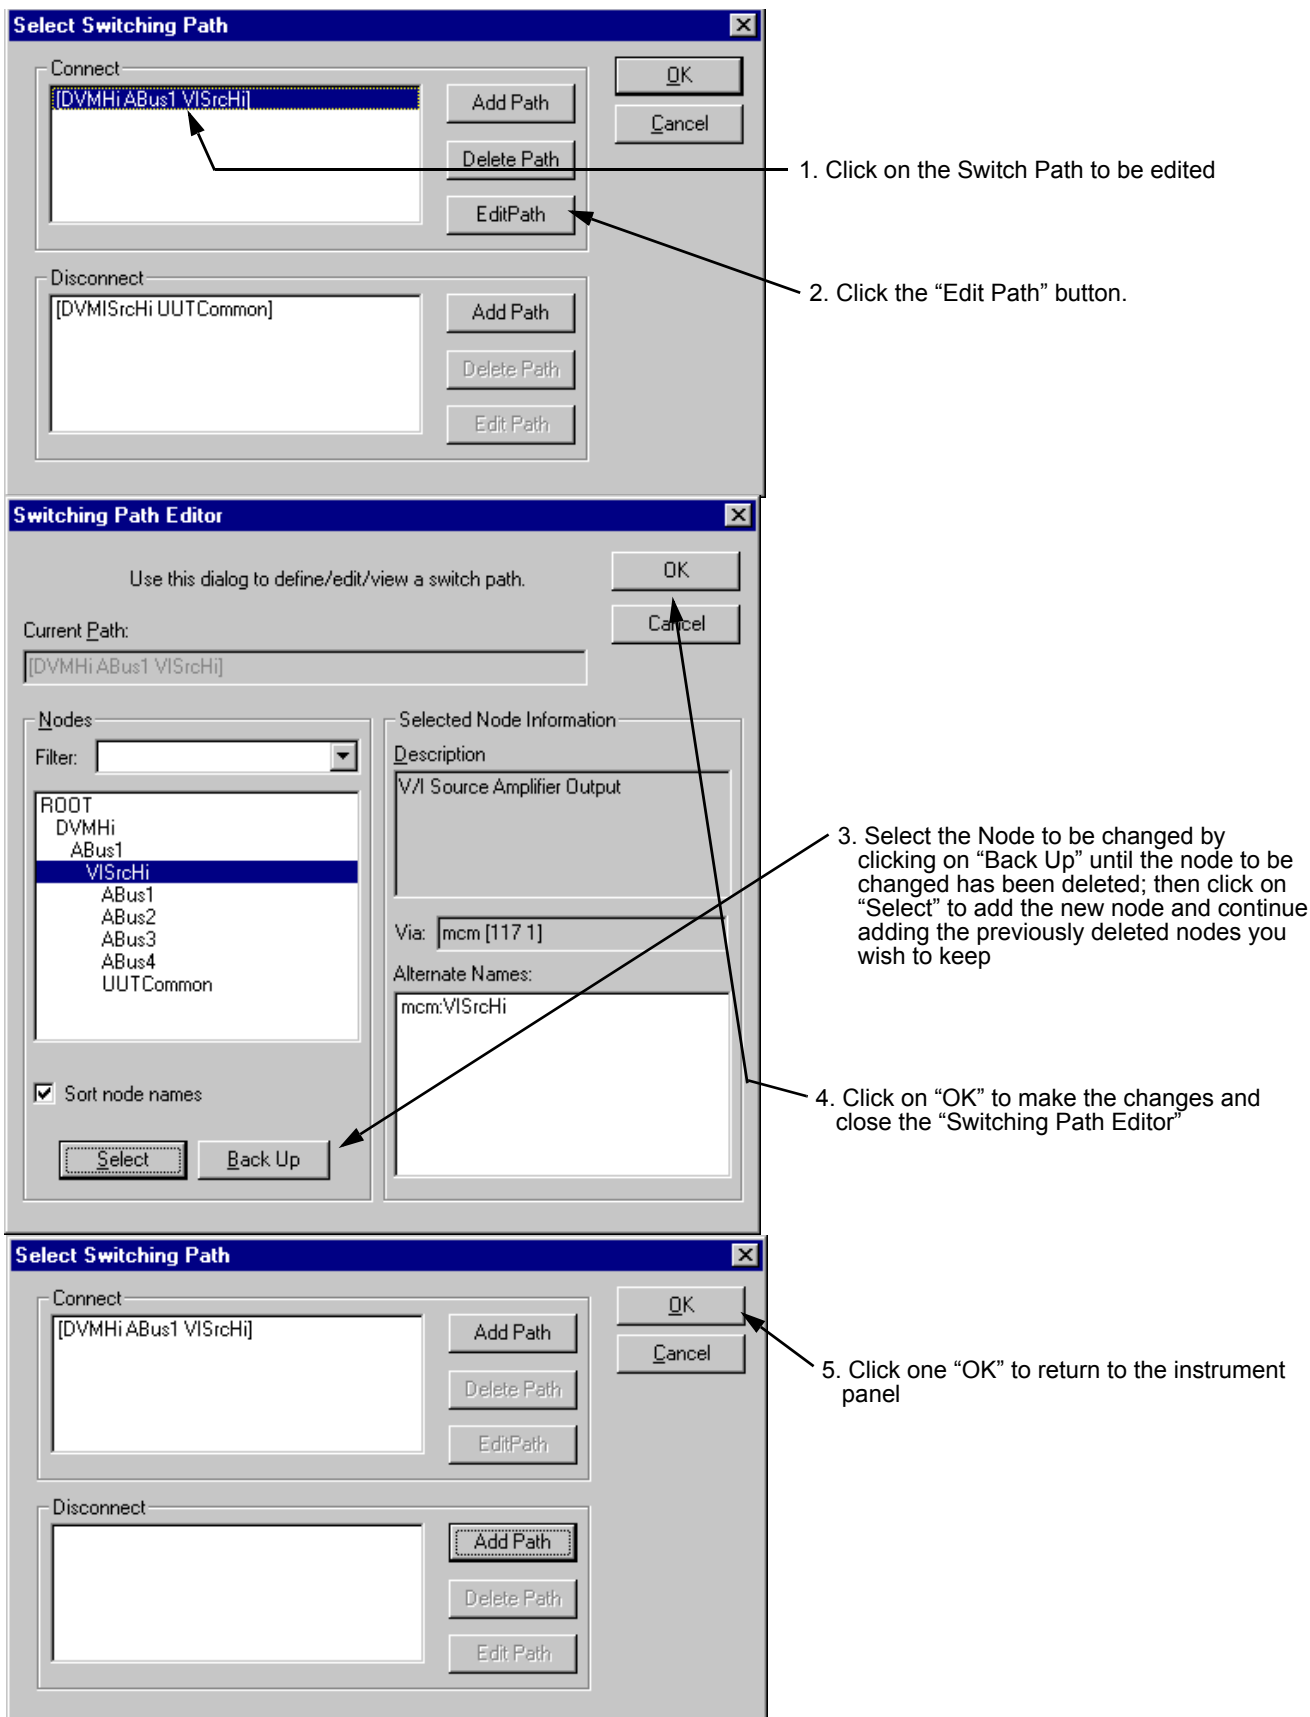 Select Switching Path
Connect
[DVMHi ABus1 VISrcHi]
Add Path
Delete Path
EditPath
OK
Cancel
1. Click on the Switch Path to be edited
2. Click the “Edit Path” button.
Disconnect
[DVMISrcHi UUTCommon]
Add Path
Delete Path
Edit Path
Switching Path Editor
Use this dialog to define/edit/view a switch path.
OK
Cancel
Current Path:
[DVMHi ABus1 VISrcHi]
Nodes
Filter:
ROOT
DVMHi
ABus1
VISrcHi
ABus1
ABus2
ABus3
ABus4
UUTCommon
Sort node names
Select
Back Up
Selected Node Information
Description
V/I Source Amplifier Output
Via:
mcm [117 1]
Alternate Names:
mcm:VISrcHi
3. Select the Node to be changed by
clicking on “Back Up” until the node to be
changed has been deleted; then click on
“Select” to add the new node and continue
adding the previously deleted nodes you
wish to keep
4. Click on “OK” to make the changes and
close the “Switching Path Editor”
Select Switching Path
Connect
[DVMHi ABus1 VISrcHi]
Add Path
Delete Path
EditPath
OK
Cancel
5. Click one “OK” to return to the instrument
panel
Disconnect
Add Path
Delete Path
Edit Path